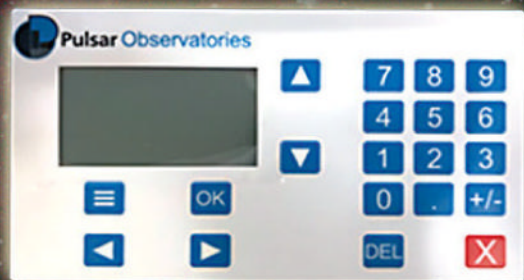 Pulsar Observatories
7 8 9
4 5 6
1 2 3
OK
0 . +/-
DEL X